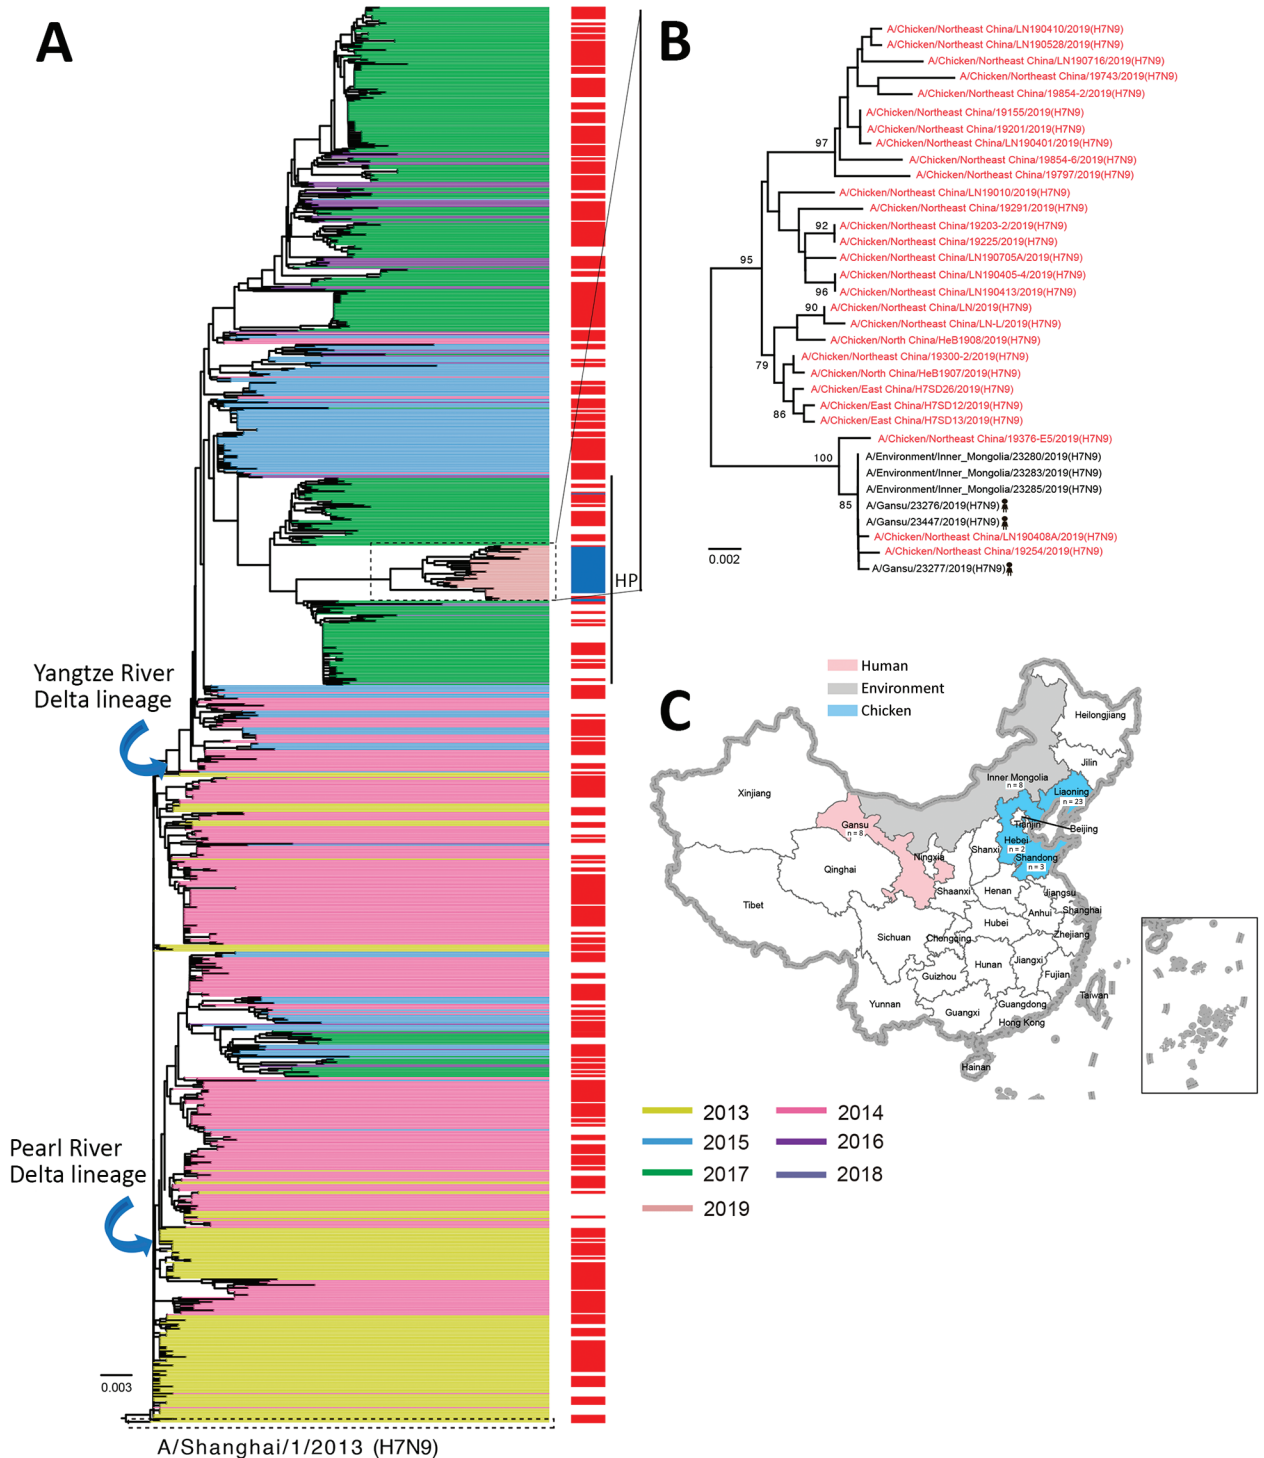 A
Yangtze River
Delta lineage
Pearl River
Delta lineage
HP
0.003
A/Shanghai/1/2013 (H7N9)
B
A/Chicken/Northeast China/LN190410/2019(H7N9)
A/Chicken/Northeast China/LN190528/2019(H7N9)
A/Chicken/Northeast China/LN190716/2019(H7N9)
A/Chicken/Northeast China/19743/2019(H7N9)
A/Chicken/Northeast China/19854-2/2019(H7N9)
A/Chicken/Northeast China/19155/2019(H7N9)
A/Chicken/Northeast China/19201/2019(H7N9)
97
A/Chicken/Northeast China/LN190401/2019(H7N9)
A/Chicken/Northeast China/19854-6/2019(H7N9)
A/Chicken/Northeast China/19797/2019(H7N9)
A/Chicken/Northeast China/LN19010/2019(H7N9)
A/Chicken/Northeast China/19291/2019(H7N9)
92
A/Chicken/Northeast China/19203-2/2019(H7N9)
A/Chicken/Northeast China/19225/2019(H7N9)
95
A/Chicken/Northeast China/LN190705A/2019(H7N9)
A/Chicken/Northeast China/LN190405-4/2019(H7N9)
96
A/Chicken/Northeast China/LN190413/2019(H7N9)
90
A/Chicken/Northeast China/LN/2019(H7N9)
A/Chicken/Northeast China/LN-L/2019(H7N9)
A/Chicken/North China/HeB1908/2019(H7N9)
A/Chicken/Northeast China/19300-2/2019(H7N9)
79
A/Chicken/North China/HeB1907/2019(H7N9)
A/Chicken/East China/H7SD26/2019(H7N9)
A/Chicken/East China/H7SD12/2019(H7N9)
86
A/Chicken/East China/H7SD13/2019(H7N9)
A/Chicken/Northeast China/19376-E5/2019(H7N9)
100
A/Environment/Inner_Mongolia/23280/2019(H7N9)
A/Environment/Inner_Mongolia/23283/2019(H7N9)
A/Environment/Inner_Mongolia/23285/2019(H7N9)
85
A/Gansu/23276/2019(H7N9)
A/Gansu/23447/2019(H7N9)
A/Chicken/Northeast China/LN190408A/2019(H7N9)
A/Chicken/Northeast China/19254/2019(H7N9)
A/Gansu/23277/2019(H7N9)
0.002
C
Human
Environment
Chicken
Heilongjiang
Jilin
Inner Mongolia
n = 8
Liaoning
n = 23
Xinjiang
Gansu
n = 8
Tianjin
Beijing
Hebei
n = 2
Shanxi
Shandong
n = 3
Ningxia
Qinghai
Shaanxi
Henan
Jiangsu
Tibet
Anhui
Shanghai
Hubei
Sichuan
Chongqing
Zhejiang
Hunan
Jiangxi
Guizhou
Fujian
Yunnan
Guangxi
Guangdong
Taiwan
Hong Kong
Hainan
2013
2014
2015
2016
2017
2018
2019